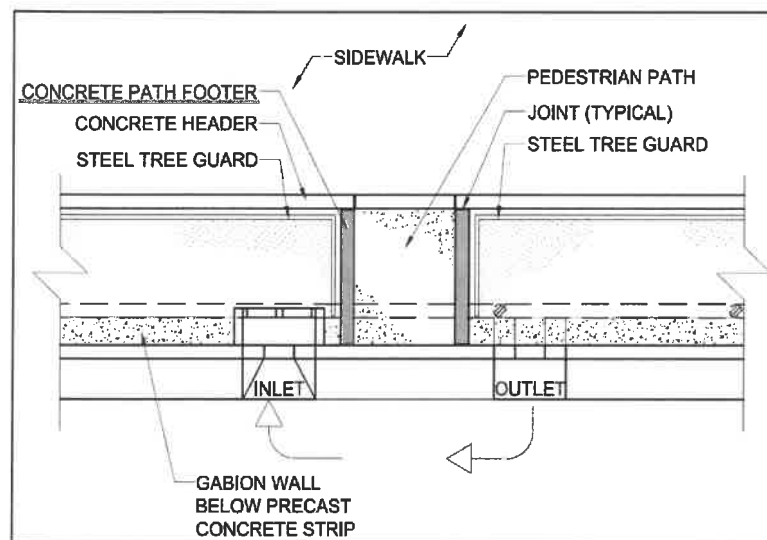 SIDEWALK
CONCRETE PATH FOOTER
CONCRETE HEADER
STEEL TREE GUARD
PEDESTRIAN PATH
JOINT (TYPICAL)
STEEL TREE GUARD
INLET
OUTLET
GABION WALL
BELOW PRECAST
CONCRETE STRIP